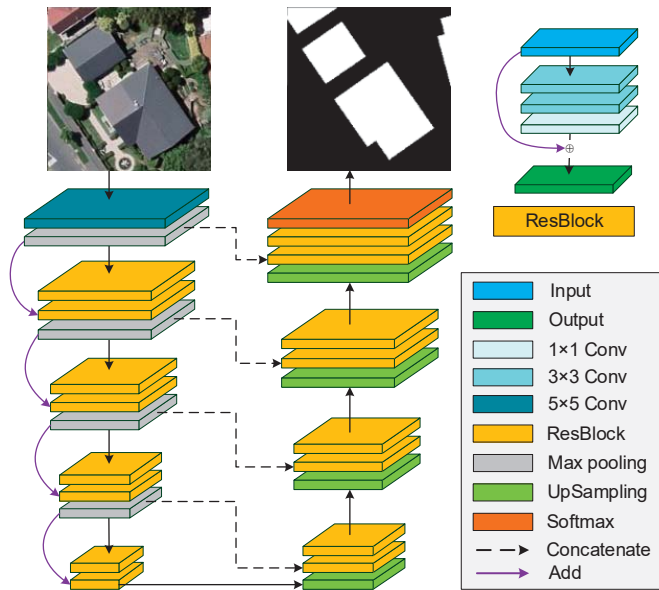 ResBlock
Input
Output
1×1 Conv
3×3 Conv
5×5 Conv
ResBlock
Max pooling
UpSampling
Softmax
Concatenate
Add